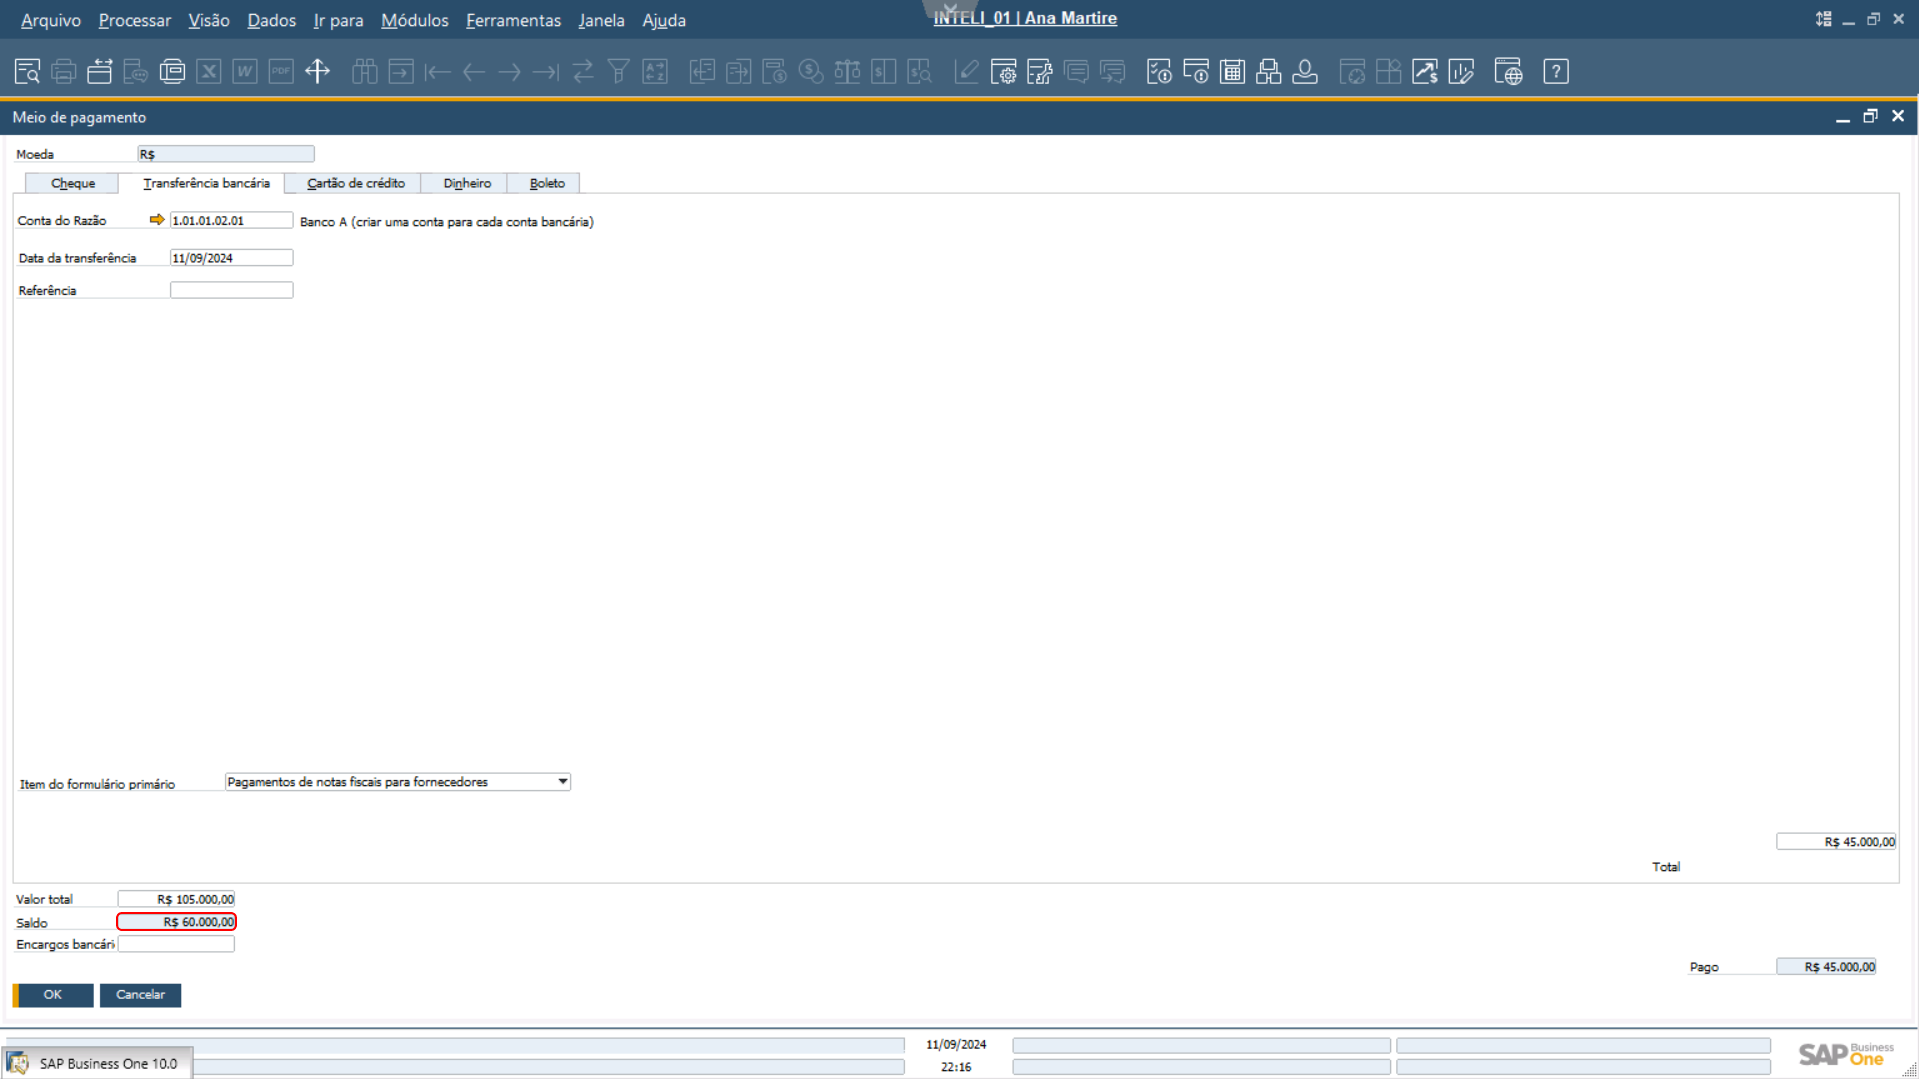 Arquivo Processar Visão Dados Ir para Módulos Ferramentas Janela Ajuda
INTELI_01 | Ana Martire
Meio de pagamento
Moeda R$
Cheque Transferência bancária Cartão de crédito Dinheiro Boleto
Conta do Razão 1.01.01.02.01 Banco A (criar uma conta para cada conta bancária)
Data da transferência 11/09/2024
Referência
Item do formulário primário Pagamentos de notas fiscais para fornecedores
R$ 45.000,00
Total
Valor total R$ 105.000,00
Saldo R$ 60.000,00
Encargos bancári
Pago R$ 45.000,00
OK Cancelar
11/09/2024
22:16
SAP Business One 10.0
SAP Business One